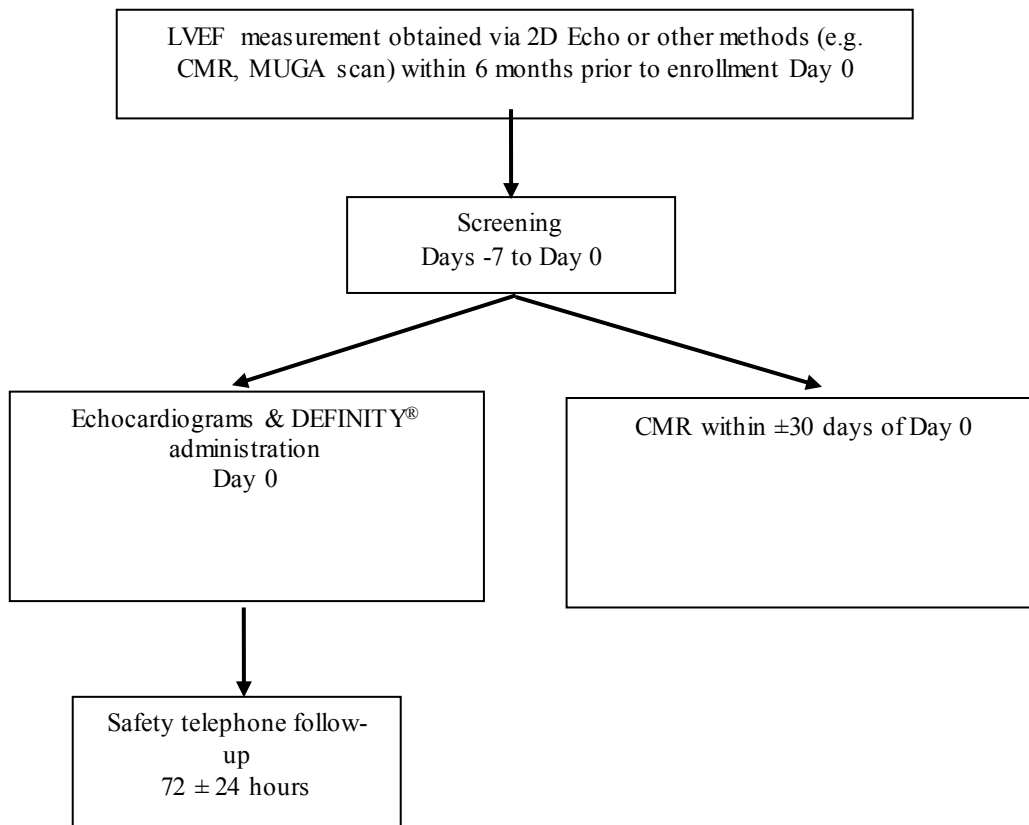 LVEF measurement obtained via 2D Echo or other methods (e.g.
CMR, MUGA scan) within 6 months prior to enrollment Day 0
Screening
Days -7 to Day 0
Echocardiograms & DEFINITY®
administration
Day 0
CMR within ±30 days of Day 0
Safety telephone follow-
up
72 ± 24 hours